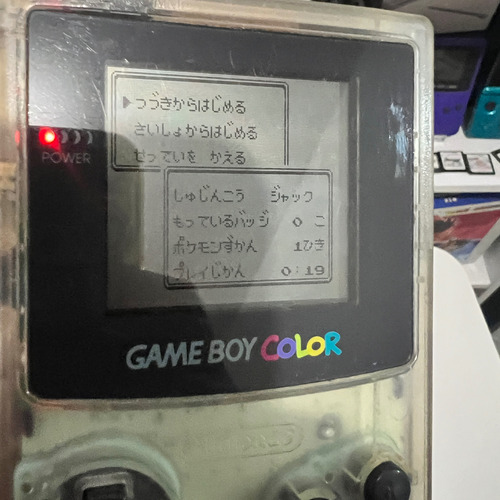 ▶つづきからはじめる
さいしょからはじめる
せっていを かえる
しゅじんこう ジャック
もっているバッジ 0 こ
ポケモンずかん 1ひき
プレイじかん 0:19
POWER
GAME BOY COLOR
Nintendo